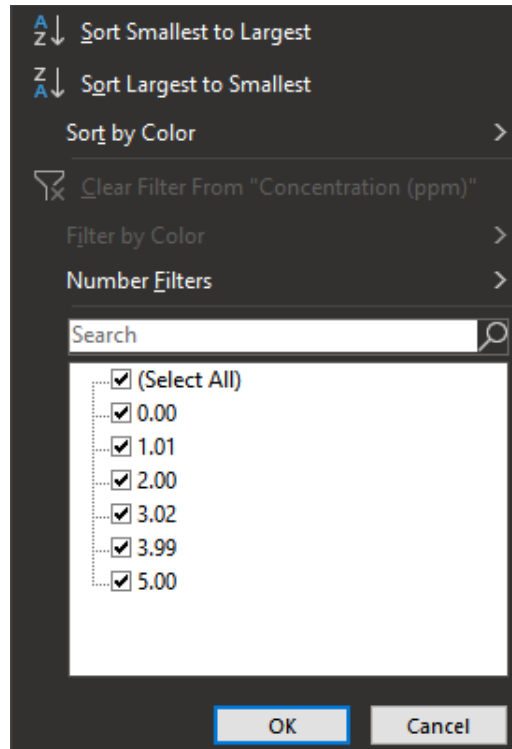 Sort Smallest to Largest
Sort Largest to Smallest
Sort by Color
Clear Filter From "Concentration (ppm)"
Filter by Color
Number Filters
Search
(Select All)
0.00
1.01
2.00
3.02
3.99
5.00
OK Cancel